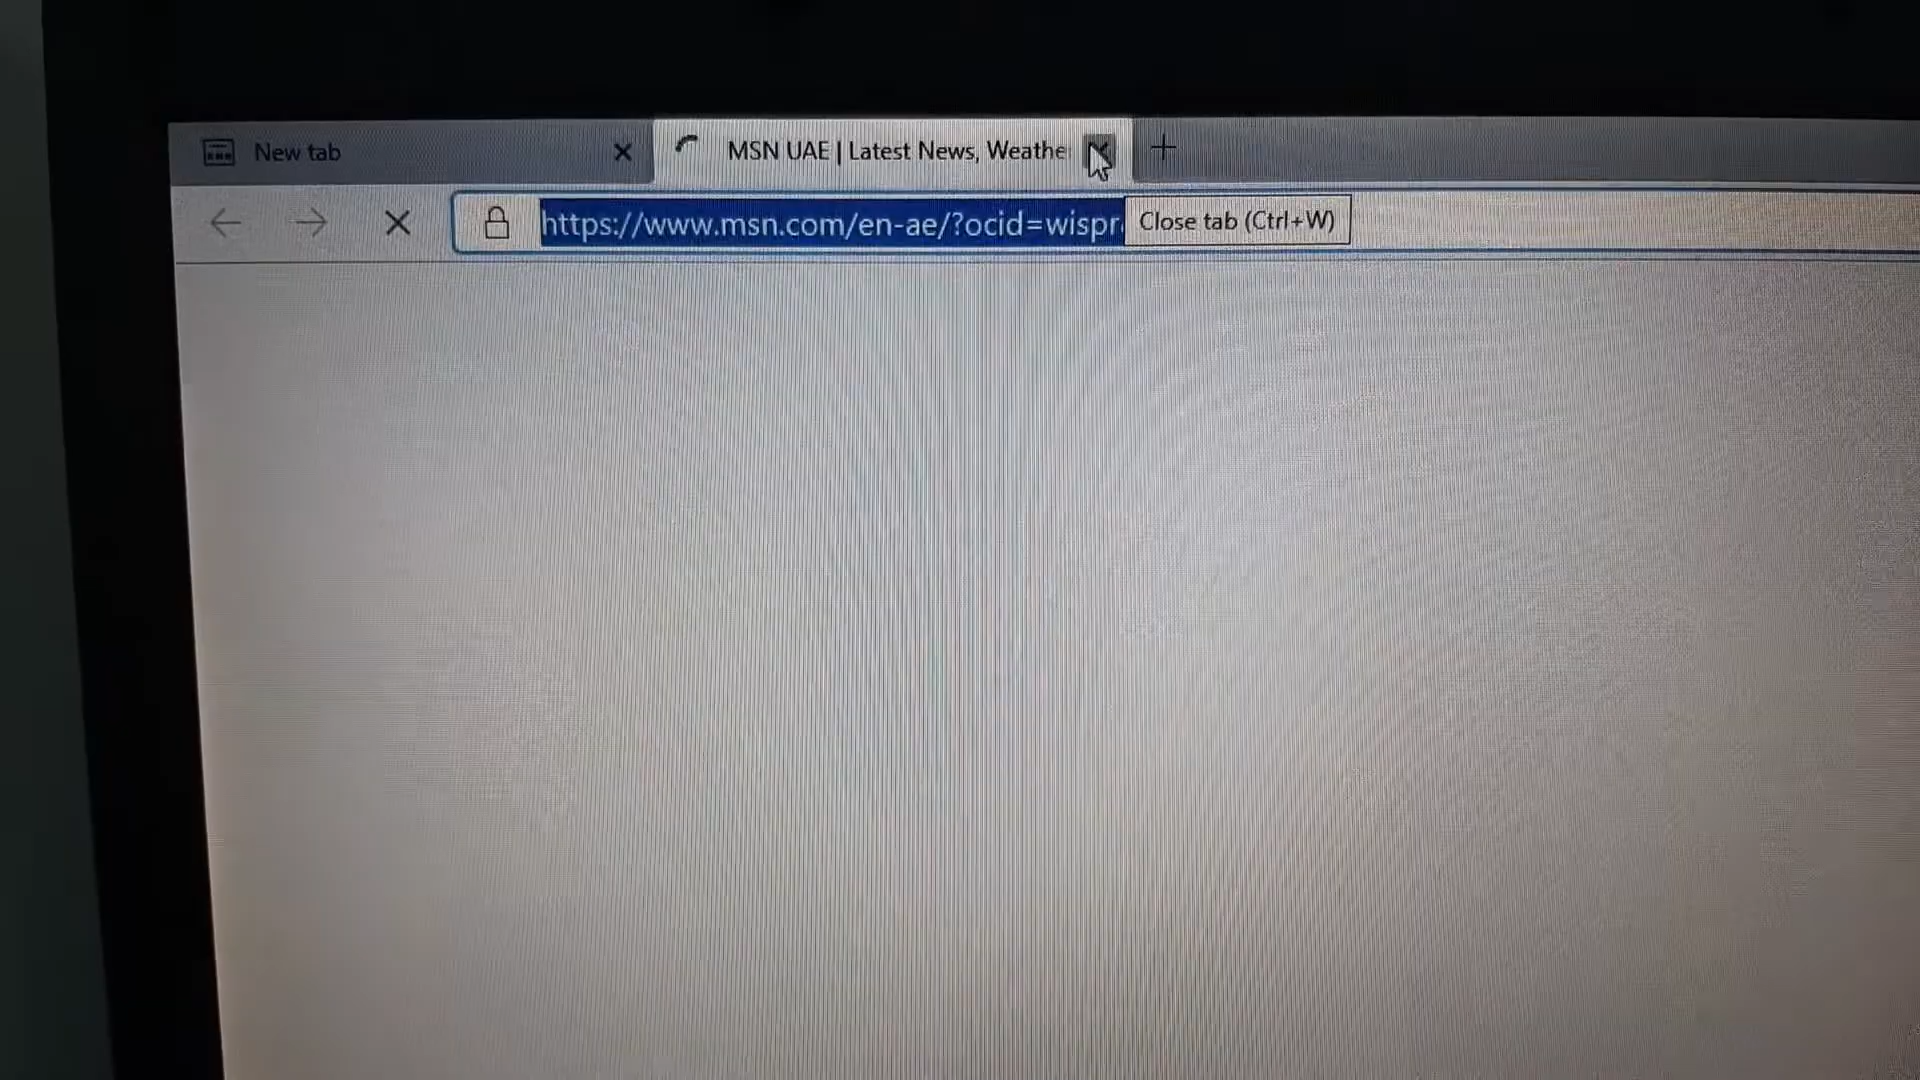 New tab
MSN UAE | Latest News, Weathe
https://www.msn.com/en-ae/?ocid=wispr
Close tab (Ctrl+W)